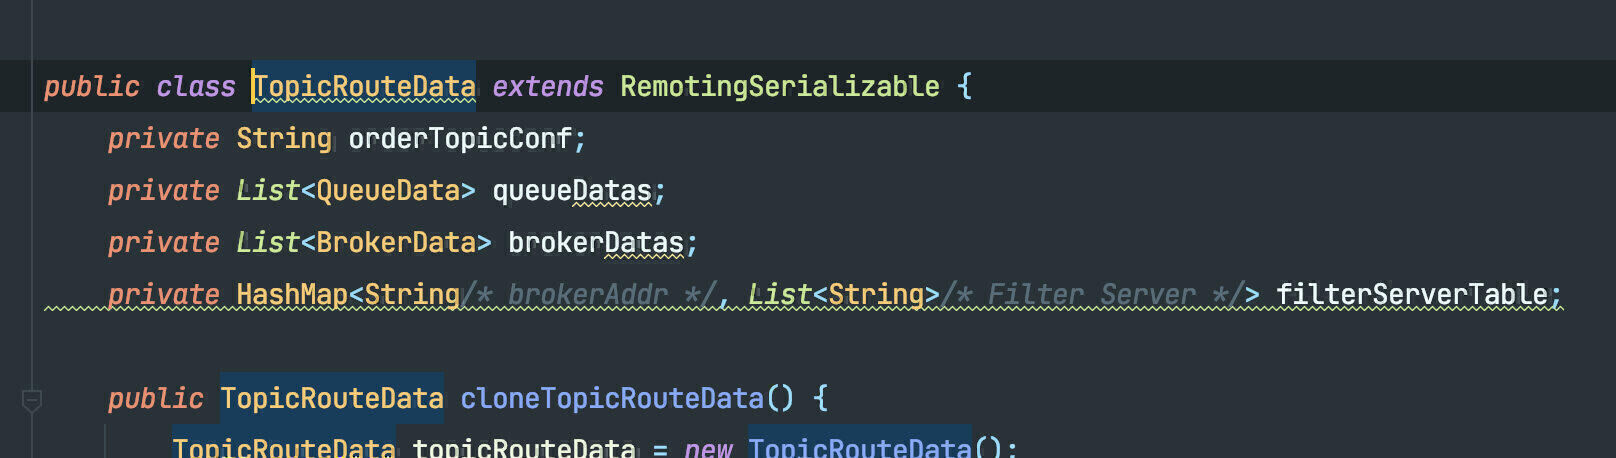 public class TopicRouteData extends RemotingSerializable {
private String orderTopicConf;
private List<QueueData> queueDatas;
private List<BrokerData> brokerDatas;
private HashMap<String/* brokerAddr */, List<String>/* Filter Server */> filterServerTable;
public TopicRouteData cloneTopicRouteData() {
TopicRouteData topicRouteData = new TopicRouteData();